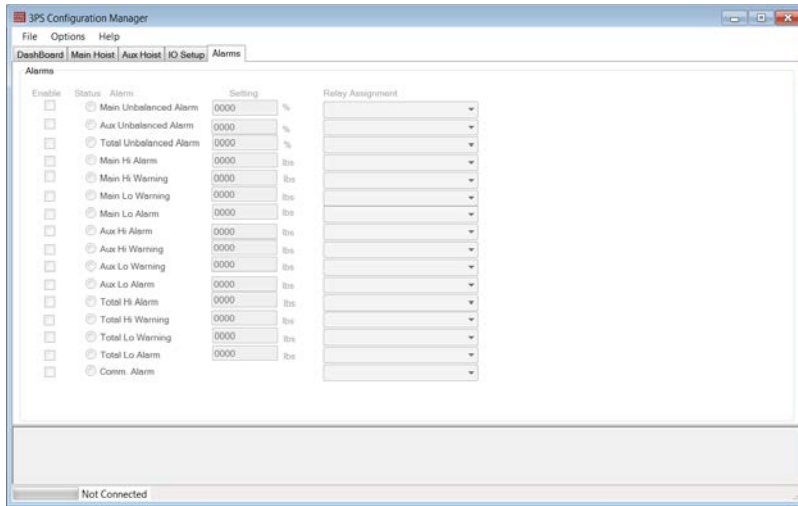 3PS Configuration Manager
File Options Help
DashBoard Main Hoist Aux Hoist IO Setup Alarms
Alarms
Enable Status Alarm Setting Relay Assignment
Main Unbalanced Alarm 0000 %
Aux Unbalanced Alarm 0000 %
Total Unbalanced Alarm 0000 %
Main Hi Alarm 0000 lbs
Main Hi Warning 0000 lbs
Main Lo Warning 0000 lbs
Main Lo Alarm 0000 lbs
Aux Hi Alarm 0000 lbs
Aux Hi Warning 0000 lbs
Aux Lo Warning 0000 lbs
Aux Lo Alarm 0000 lbs
Total Hi Alarm 0000 lbs
Total Hi Warning 0000 lbs
Total Lo Warning 0000 lbs
Total Lo Alarm 0000 lbs
Comm. Alarm
Not Connected